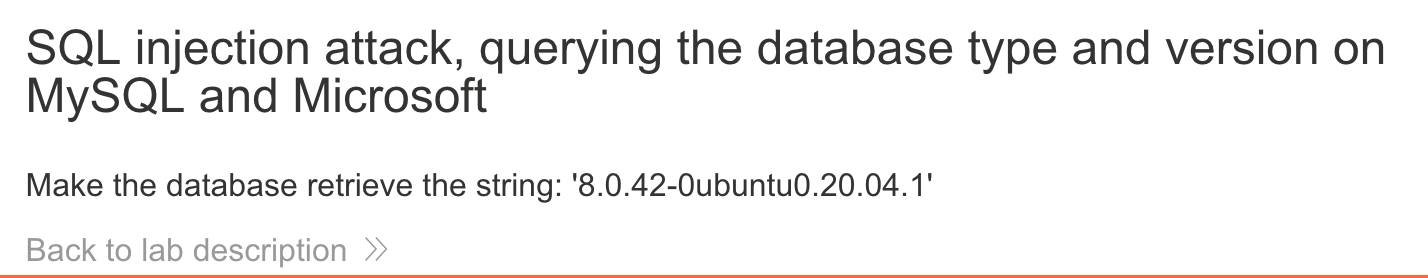 SQL injection attack, querying the database type and version on
MySQL and Microsoft
Make the database retrieve the string: '8.0.42-0ubuntu0.20.04.1'
Back to lab description